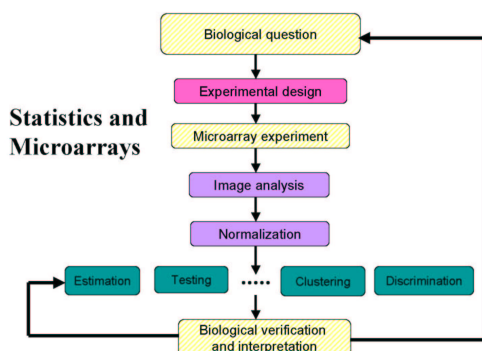 Biological question
Experimental design
Statistics and
Microarrays
Microarray experiment
Image analysis
Normalization
Estimation
Testing
.....
Clustering
Discrimination
Biological verification
and interpretation